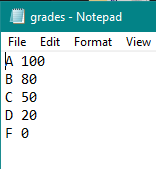 grades - Notepad
File Edit Format View
A 100
B 80
C 50
D 20
F 0